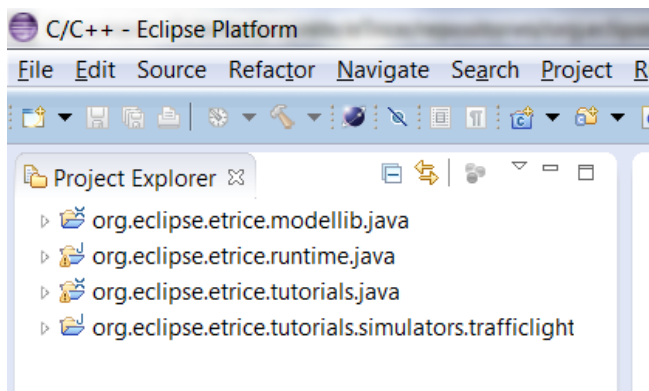 C/C++ - Eclipse Platform
File Edit Source Refactor Navigate Search Project R
Project Explorer
org.eclipse.etrice.modellib.java
org.eclipse.etrice.runtime.java
org.eclipse.etrice.tutorials.java
org.eclipse.etrice.tutorials.simulators.trafficlight